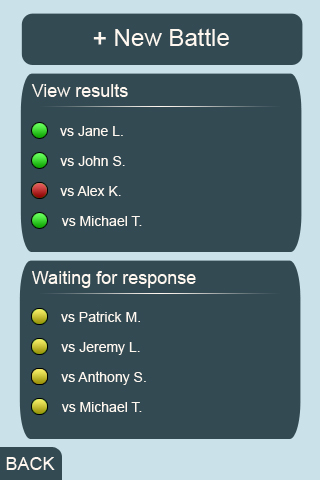 + New Battle
View results
vs Jane L.
vs John S.
vs Alex K.
vs Michael T.
Waiting for response
vs Patrick M.
vs Jeremy L.
vs Anthony S.
vs Michael T.
BACK